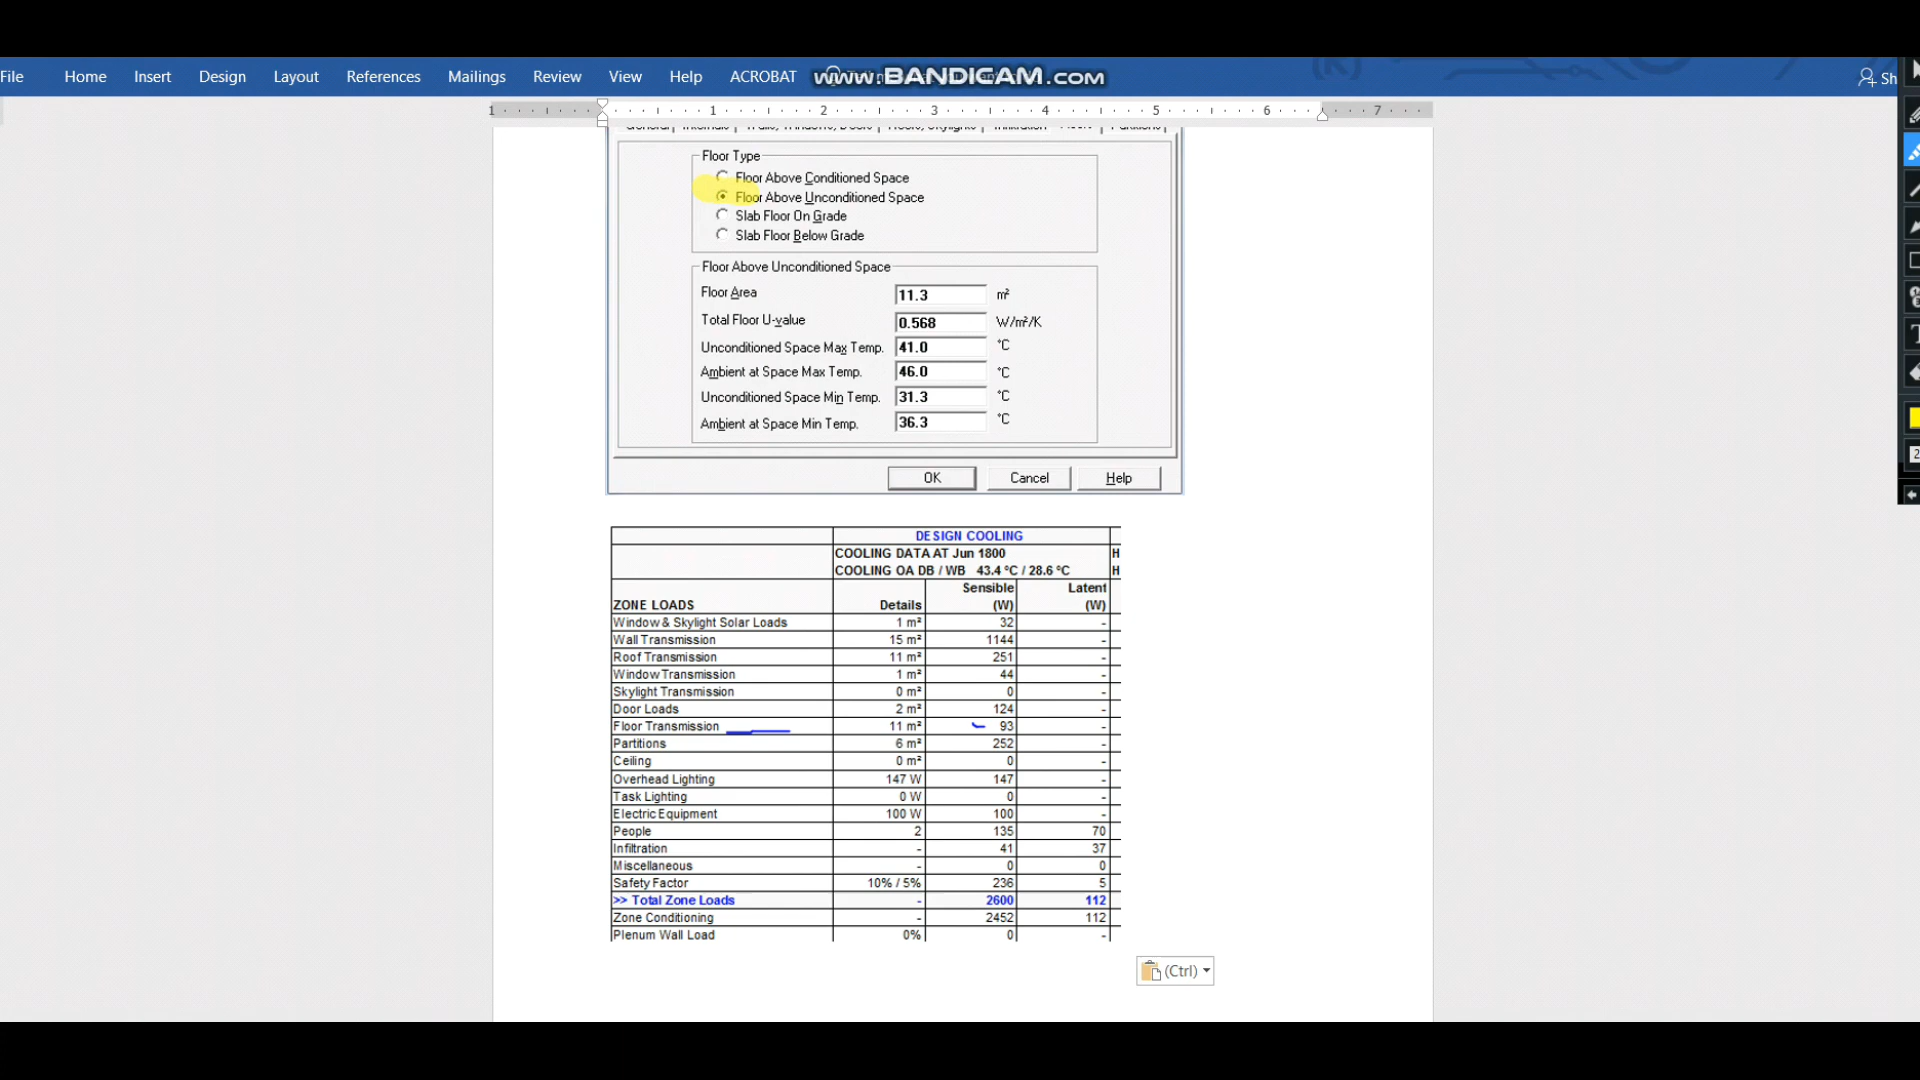 File Home Insert Design Layout References Mailings Review View Help ACROBAT www.BANDICAM.com Sh
1 1 2 3 4 5 6 7
Floor Type
Floor Above Conditioned Space
Floor Above Unconditioned Space
Slab Floor On Grade
Slab Floor Below Grade
Floor Above Unconditioned Space
Floor Area 11.3 m²
Total Floor U-value 0.568 W/m²/K
Unconditioned Space Max Temp. 41.0 °C
Ambient at Space Max Temp. 46.0 °C
Unconditioned Space Min Temp. 31.3 °C
Ambient at Space Min Temp. 36.3 °C
OK Cancel Help
DESIGN COOLING
COOLING DATA AT Jun 1800 H
COOLING OA DB / WB 43.4 °C / 28.6 °C H
Sensible Latent
ZONE LOADS Details (W) (W)
Window & Skylight Solar Loads 1 m² 32 -
Wall Transmission 15 m² 1144 -
Roof Transmission 11 m² 251 -
Window Transmission 1 m² 44 -
Skylight Transmission 0 m² 0 -
Door Loads 2 m² 124 -
Floor Transmission 11 m² 93 -
Partitions 6 m² 252 -
Ceiling 0 m² 0 -
Overhead Lighting 147 W 147 -
Task Lighting 0 W 0 -
Electric Equipment 100 W 100 -
People 2 135 70
Infiltration - 41 37
Miscellaneous - 0 0
Safety Factor 10% / 5% 236 5
>> Total Zone Loads - 2600 112
Zone Conditioning - 2452 112
Plenum Wall Load 0% 0 -
(Ctrl)